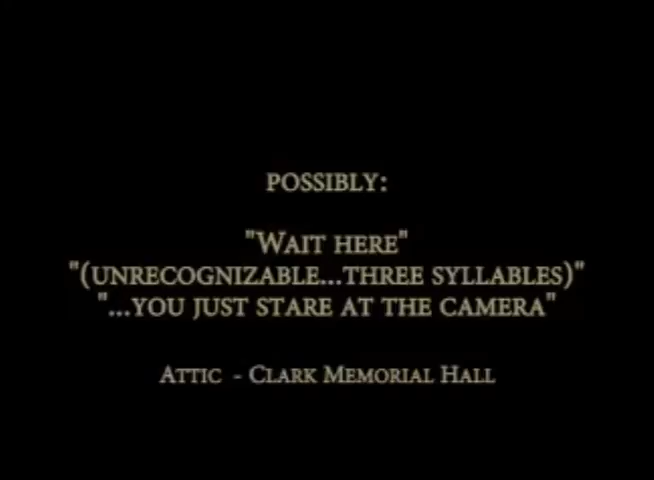 POSSIBLY:
"WAIT HERE"
"(UNRECOGNIZABLE...THREE SYLLABLES)"
"...YOU JUST STARE AT THE CAMERA"
ATTIC - CLARK MEMORIAL HALL